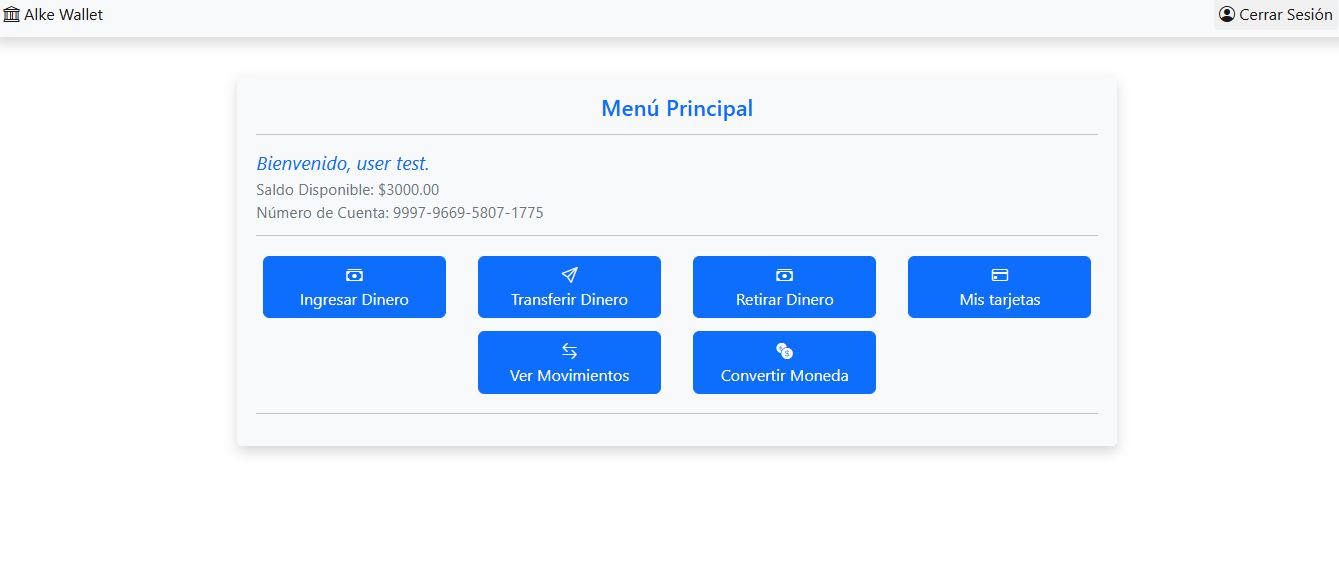 Alke Wallet
Cerrar Sesión
Menú Principal
Bienvenido, user test.
Saldo Disponible: $3000.00
Número de Cuenta: 9997-9669-5807-1775
Ingresar Dinero
Transferir Dinero
Retirar Dinero
Mis tarjetas
Ver Movimientos
Convertir Moneda